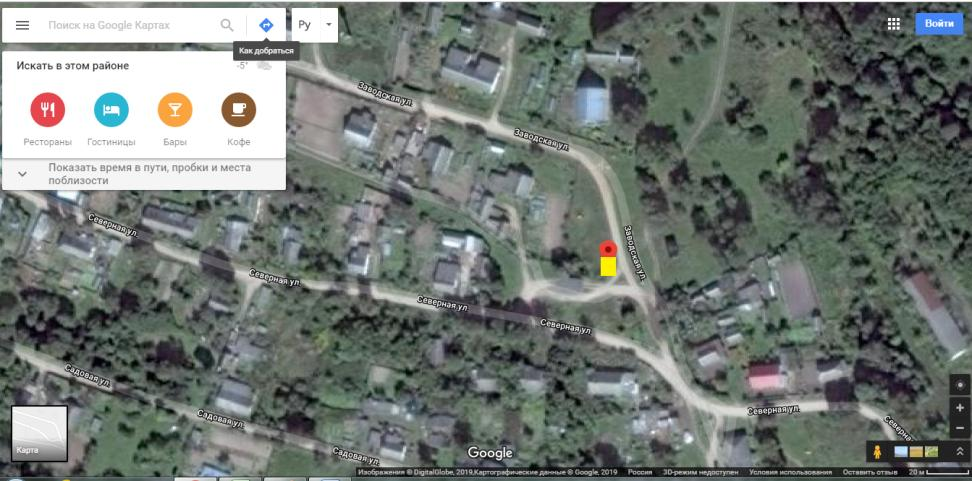 Поиск на Google Картах
Ру
Войти
Как добраться
Искать в этом районе
-5°
Рестораны
Гостиницы
Бары
Кофе
Показать время в пути, пробки и места
поблизости
Заводская ул.
Заводская ул.
Заводская ул.
Северная ул.
Северная ул.
Северная ул.
Северная ул.
Северная ул.
Северна
Садовая ул.
Садовая ул.
Садовая ул.
Карта
Google
Изображения © DigitalGlobe, 2019,Картографические данные © Google, 2019 Россия 3D-режим недоступен Условия использования Оставить отзыв 20 м